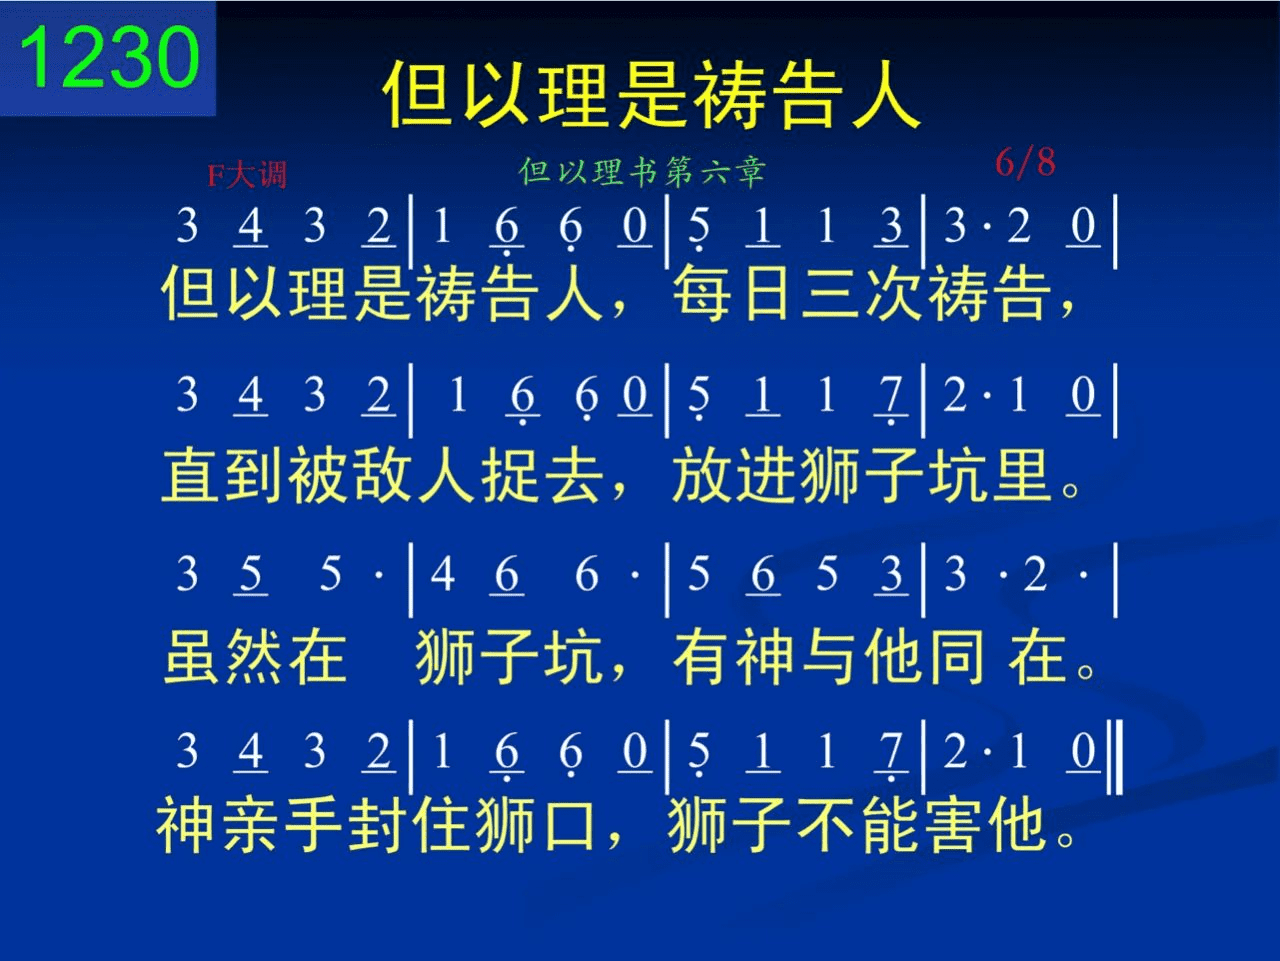 1230
但以理是祷告人
F大调 但以理书第六章 6/8
3 4 3 2 | 1 6 6 0 | 5 1 1 3 | 3 · 2 0 |
但以理是祷告人，每日三次祷告，
3 4 3 2 | 1 6 6 0 | 5 1 1 7 | 2 · 1 0 |
直到被敌人捉去，放进狮子坑里。
3 5 5 · | 4 6 6 · | 5 6 5 3 | 3 · 2 · |
虽然在 狮子坑，有神与他同 在。
3 4 3 2 | 1 6 6 0 | 5 1 1 7 | 2 · 1 0 ||
神亲手封住狮口，狮子不能害他。